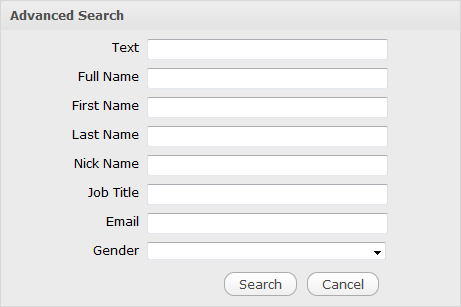 Advanced Search
Text
Full Name
First Name
Last Name
Nick Name
Job Title
Email
Gender
Search Cancel